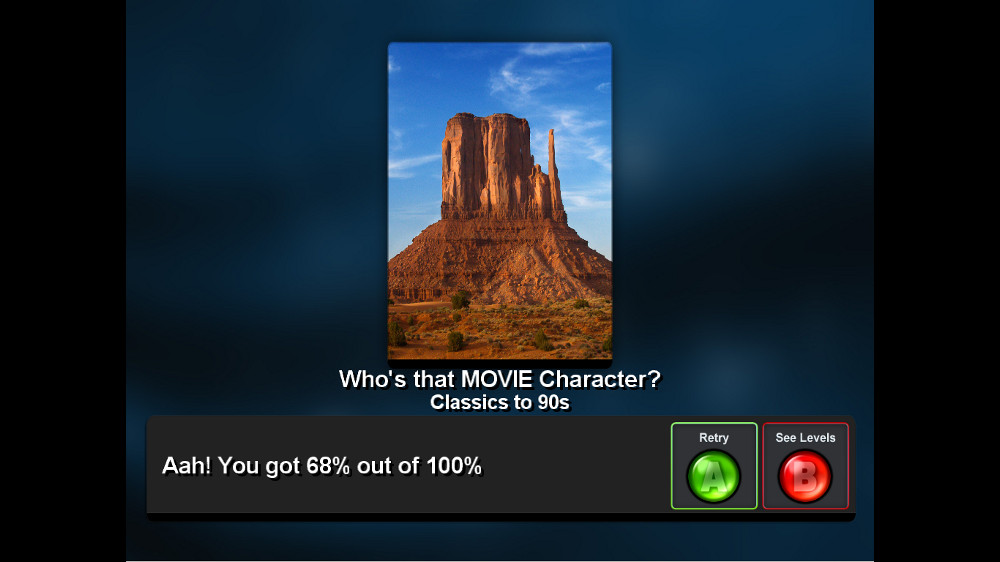 Who's that MOVIE Character?
Classics to 90s
Aah! You got 68% out of 100%
Retry
A
See Levels
B